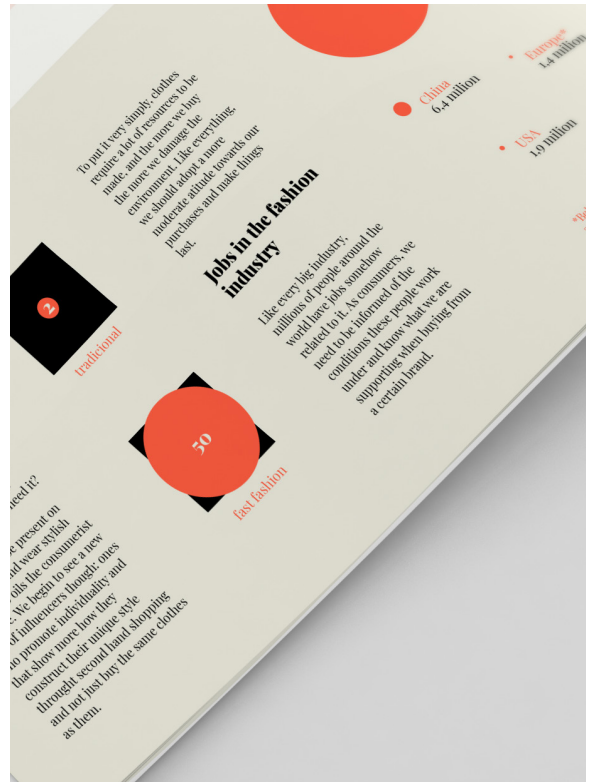 To put it very simply, clothes
require a lot of resources to be
made, and the more we buy
the more we damage the
environment. Like everything,
we should adopt a more
moderate atitude towards our
purchases and make things
last.
2
tradicional
50
fast fashion
need it?
present on
wear stylish
the consumerist
We begin to see a new
of influencers though: ones
promote individuality and
that show more how they
construct their unique style
throught second hand shopping
and not just buy the same clothes
as them.
Jobs in the fashion
industry
Like every big industry,
millions of people around the
world have jobs somehow
related to it. As consumers, we
need to be informed of the
conditions these people work
under and know what we are
supporting when buying from
a certain brand.
China
6,4 milion
Europe*
1,4 million
USA
1,9 million